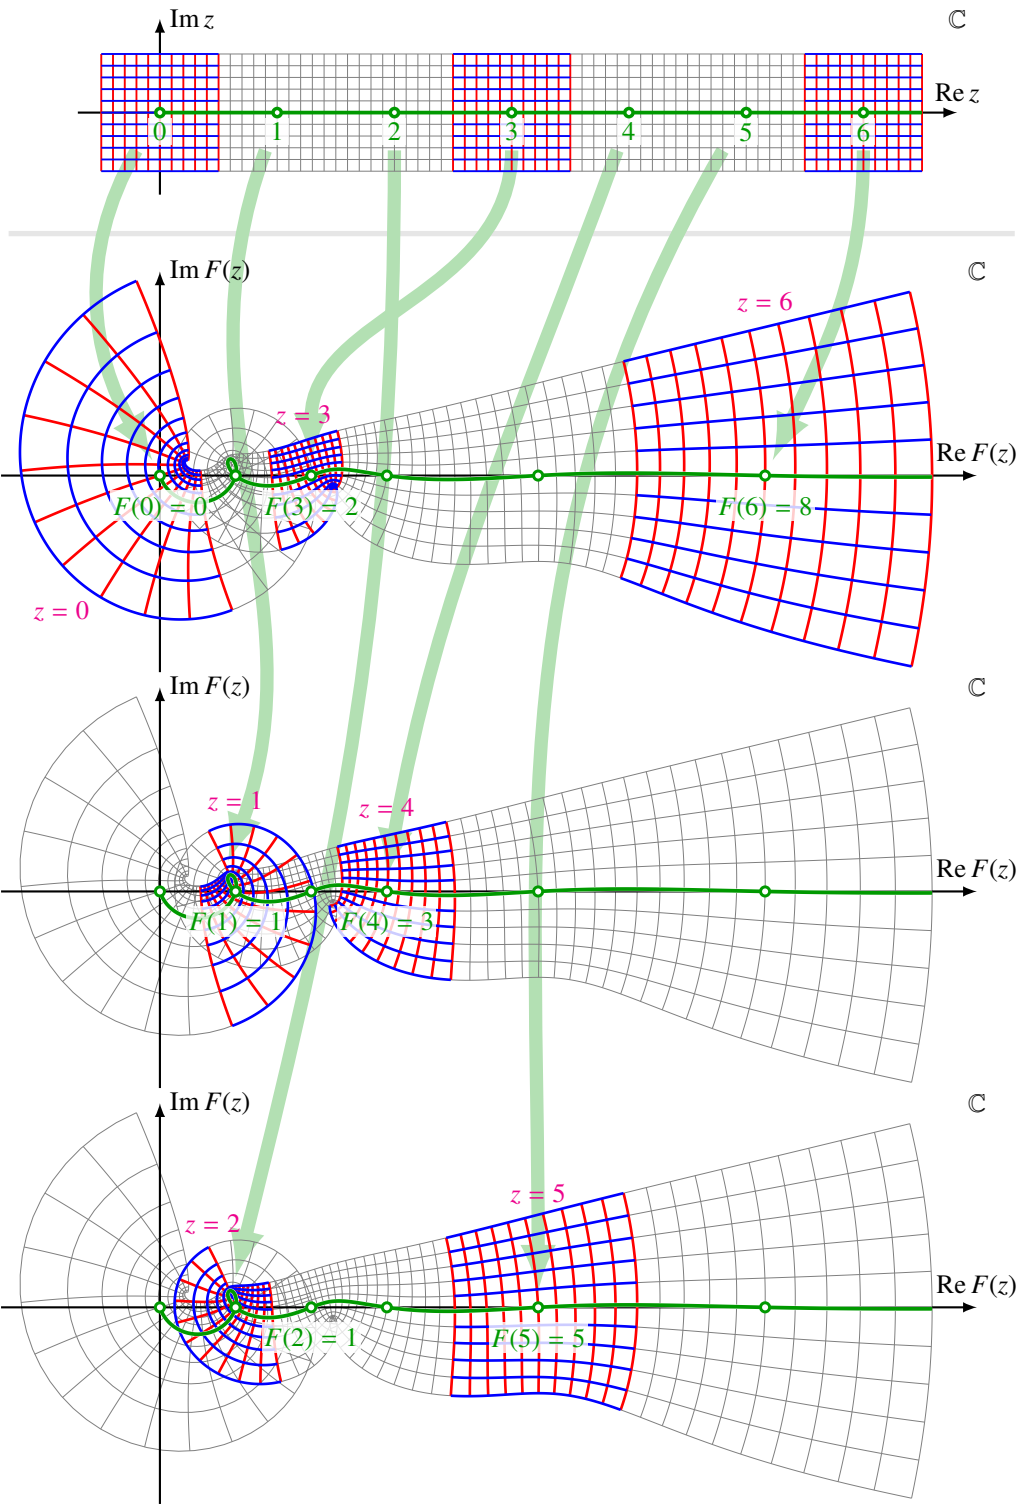 Im z
ℂ
Re z
0 1 2 3 4 5 6
Im F(z)
ℂ
z = 6
z = 3
Re F(z)
F(0) = 0 F(3) = 2 F(6) = 8
z = 0
Im F(z)
ℂ
z = 1 z = 4
Re F(z)
F(1) = 1 F(4) = 3
Im F(z)
ℂ
z = 5
z = 2
Re F(z)
F(2) = 1 F(5) = 5